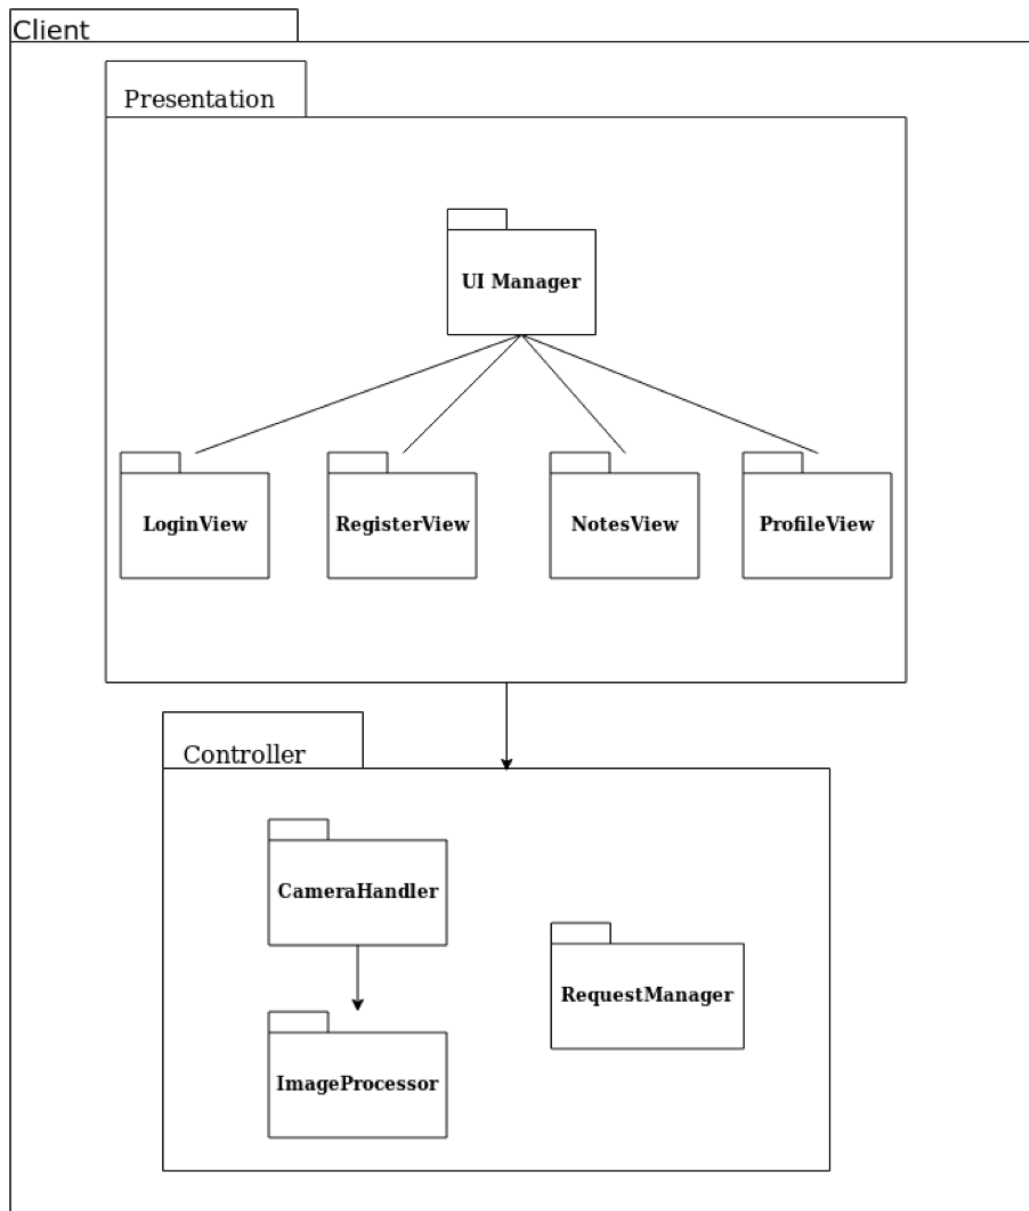 Client
Presentation
UI Manager
LoginView
RegisterView
NotesView
ProfileView
Controller
CameraHandler
RequestManager
ImageProcessor